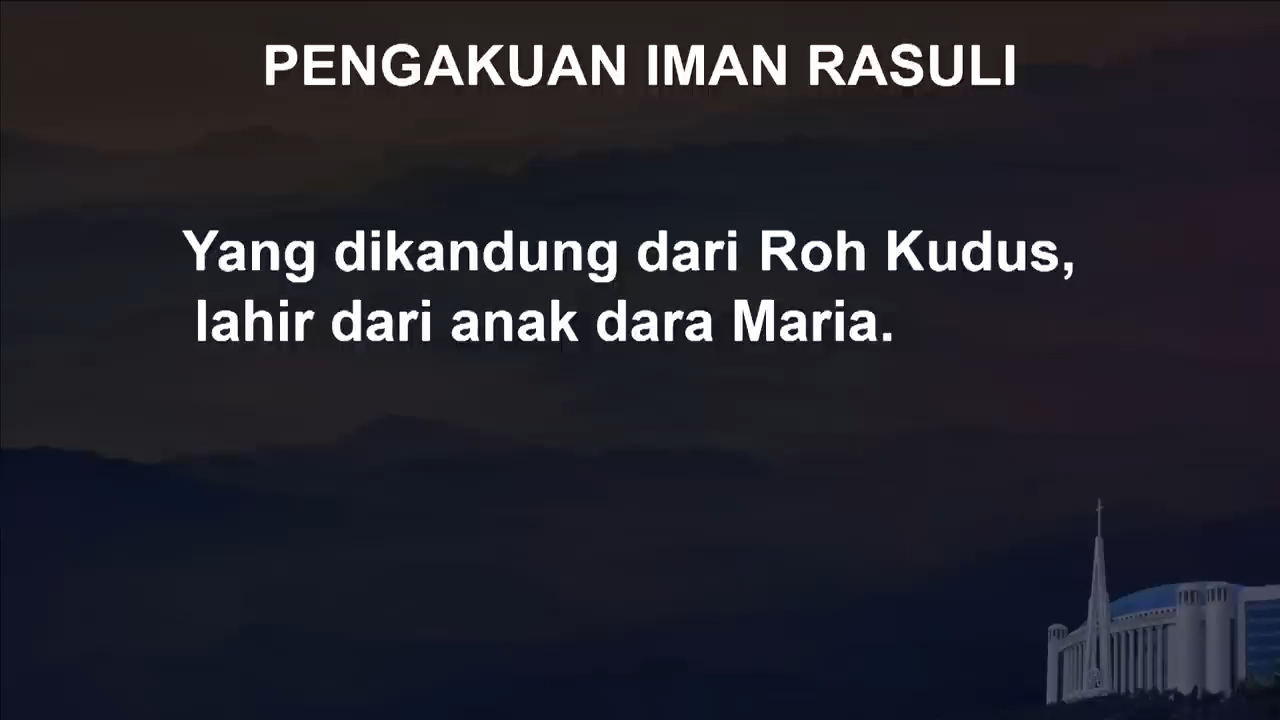 PENGAKUAN IMAN RASULI
Yang dikandung dari Roh Kudus,
lahir dari anak dara Maria.